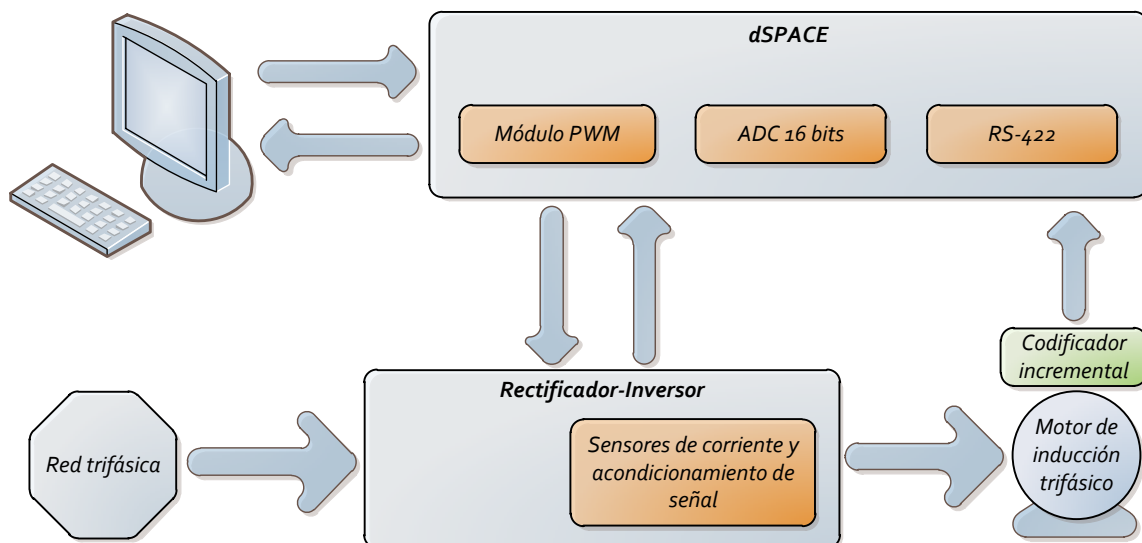 dSPACE
Módulo PWM
ADC 16 bits
RS-422
Codificador
incremental
Rectificador-Inversor
Red trifásica
Sensores de corriente y
acondicionamiento de
señal
Motor de
inducción
trifásico